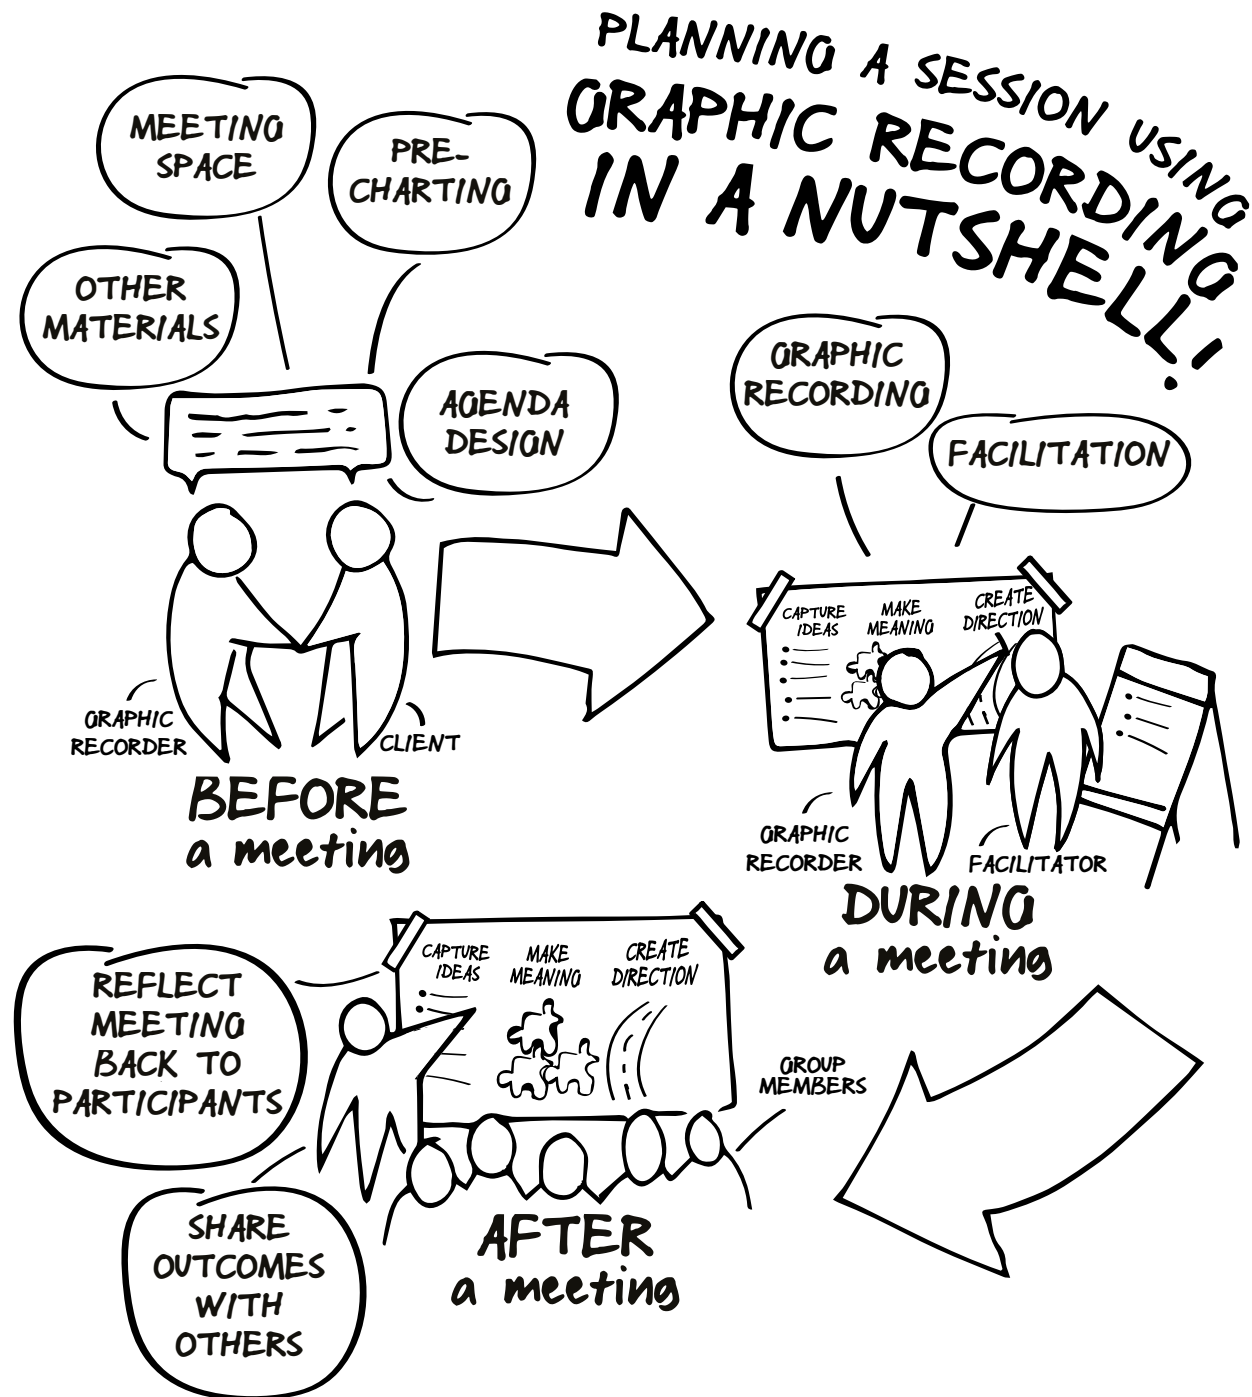 PLANNING A SESSION USING
GRAPHIC RECORDING
IN A NUTSHELL!
MEETING
SPACE
PRE-
CHARTING
OTHER
MATERIALS
AGENDA
DESIGN
GRAPHIC
RECORDER
CLIENT
BEFORE
a meeting
GRAPHIC
RECORDING
FACILITATION
CAPTURE
IDEAS
MAKE
MEANING
CREATE
DIRECTION
GRAPHIC
RECORDER
FACILITATOR
DURING
a meeting
REFLECT
MEETING
BACK TO
PARTICIPANTS
SHARE
OUTCOMES
WITH
OTHERS
CAPTURE
IDEAS
MAKE
MEANING
CREATE
DIRECTION
GROUP
MEMBERS
AFTER
a meeting